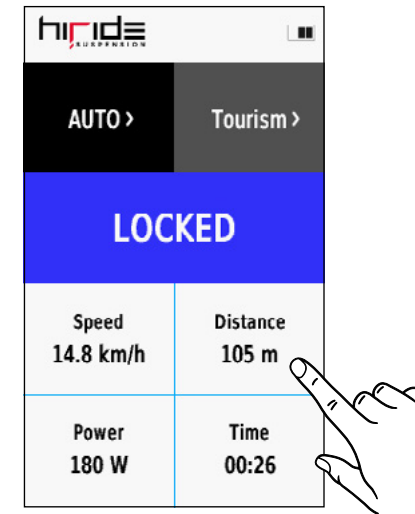 hiride
SUSPENSION
AUTO > Tourism >
LOCKED
Speed Distance
14.8 km/h 105 m
Power Time
180 W 00:26